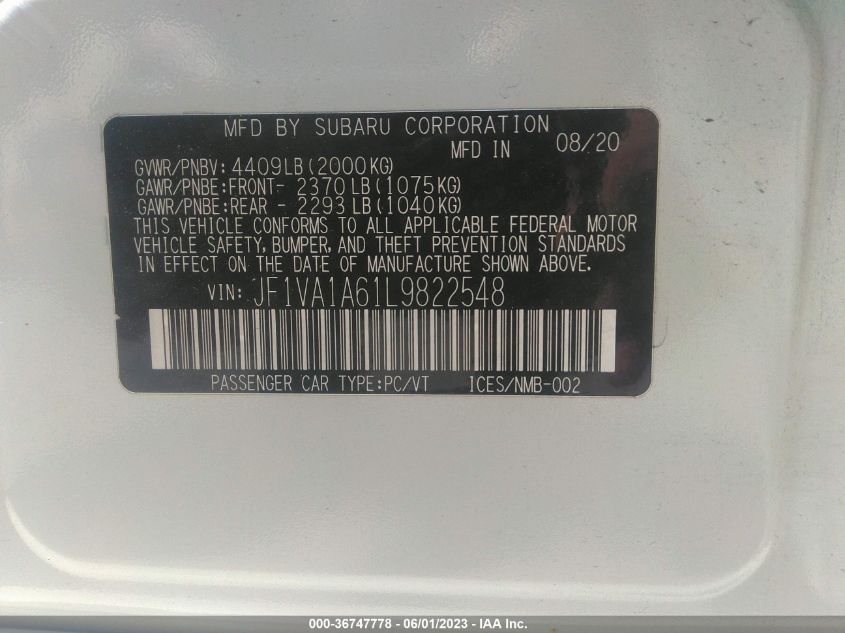 MFD BY SUBARU CORPORATION
MFD IN 08/20
GVWR/PNBV: 4409LB(2000KG)
GAWR/PNBE:FRONT- 2370LB(1075KG)
GAWR/PNBE:REAR - 2293LB(1040KG)
THIS VEHICLE CONFORMS TO ALL APPLICABLE FEDERAL MOTOR
VEHICLE SAFETY, BUMPER, AND THEFT PREVENTION STANDARDS
IN EFFECT ON THE DATE OF MANUFACTURE SHOWN ABOVE.
VIN: JF1VA1A61L9822548
PASSENGER CAR TYPE:PC/VT ICES/NMB-002
000-36747778 - 06/01/2023 - IAA Inc.